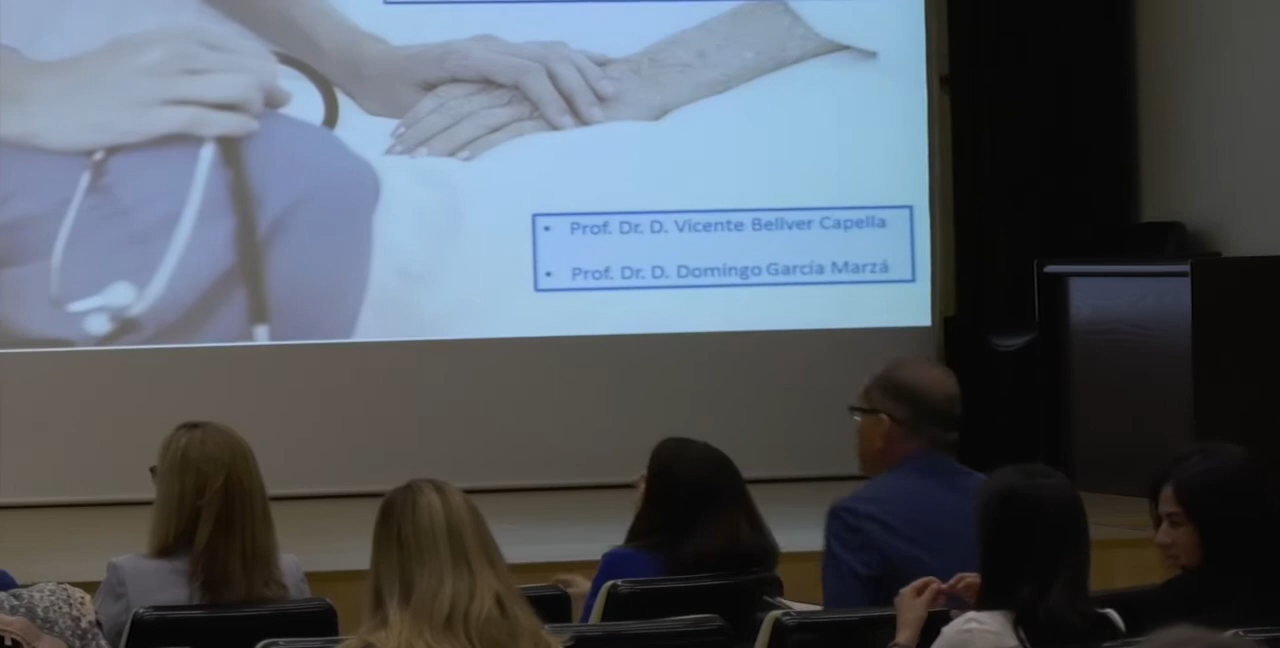 • Prof. Dr. D. Vicente Bellver Capella
• Prof. Dr. D. Domingo García Marzá